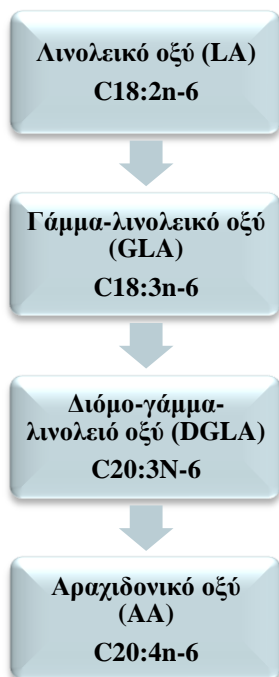 Λινολεικό οξύ (LA)
C18:2n-6
Γάμμα-λινολεικό οξύ
(GLA)
C18:3n-6
Διόμο-γάμμα-
λινολειό οξύ (DGLA)
C20:3N-6
Αραχιδονικό οξύ
(AA)
C20:4n-6